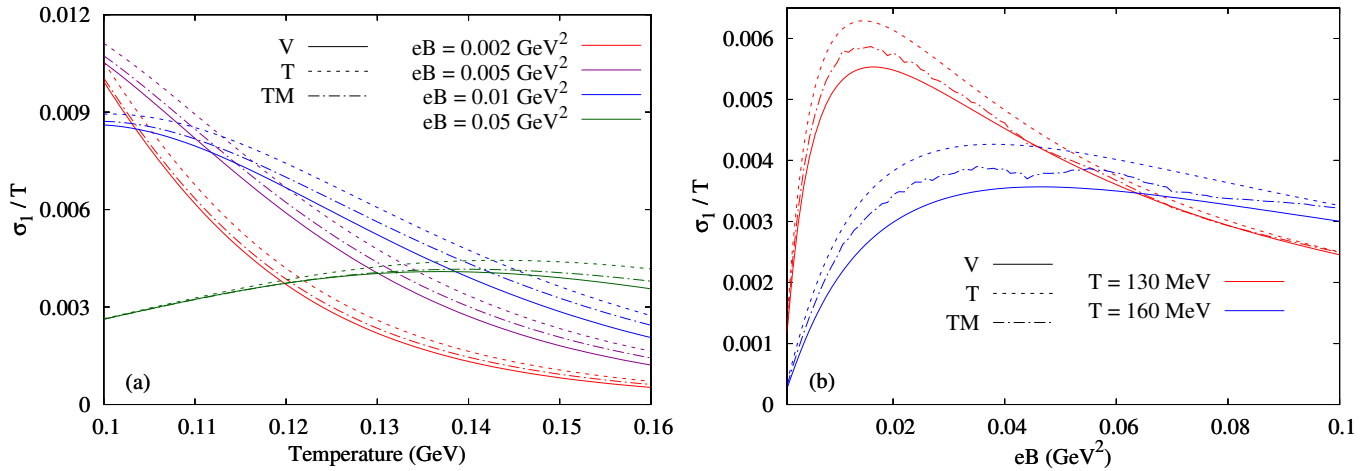 0.012
0.009
0.006
0.003
0
σ₁ / T
V
T
TM
eB = 0.002 GeV²
eB = 0.005 GeV²
eB = 0.01 GeV²
eB = 0.05 GeV²
(a)
0.1 0.11 0.12 0.13 0.14 0.15 0.16
Temperature (GeV)
0.006
0.005
0.004
0.003
0.002
0.001
0
σ₁ / T
V
T
TM
T = 130 MeV
T = 160 MeV
(b)
0.02 0.04 0.06 0.08 0.1
eB (GeV²)